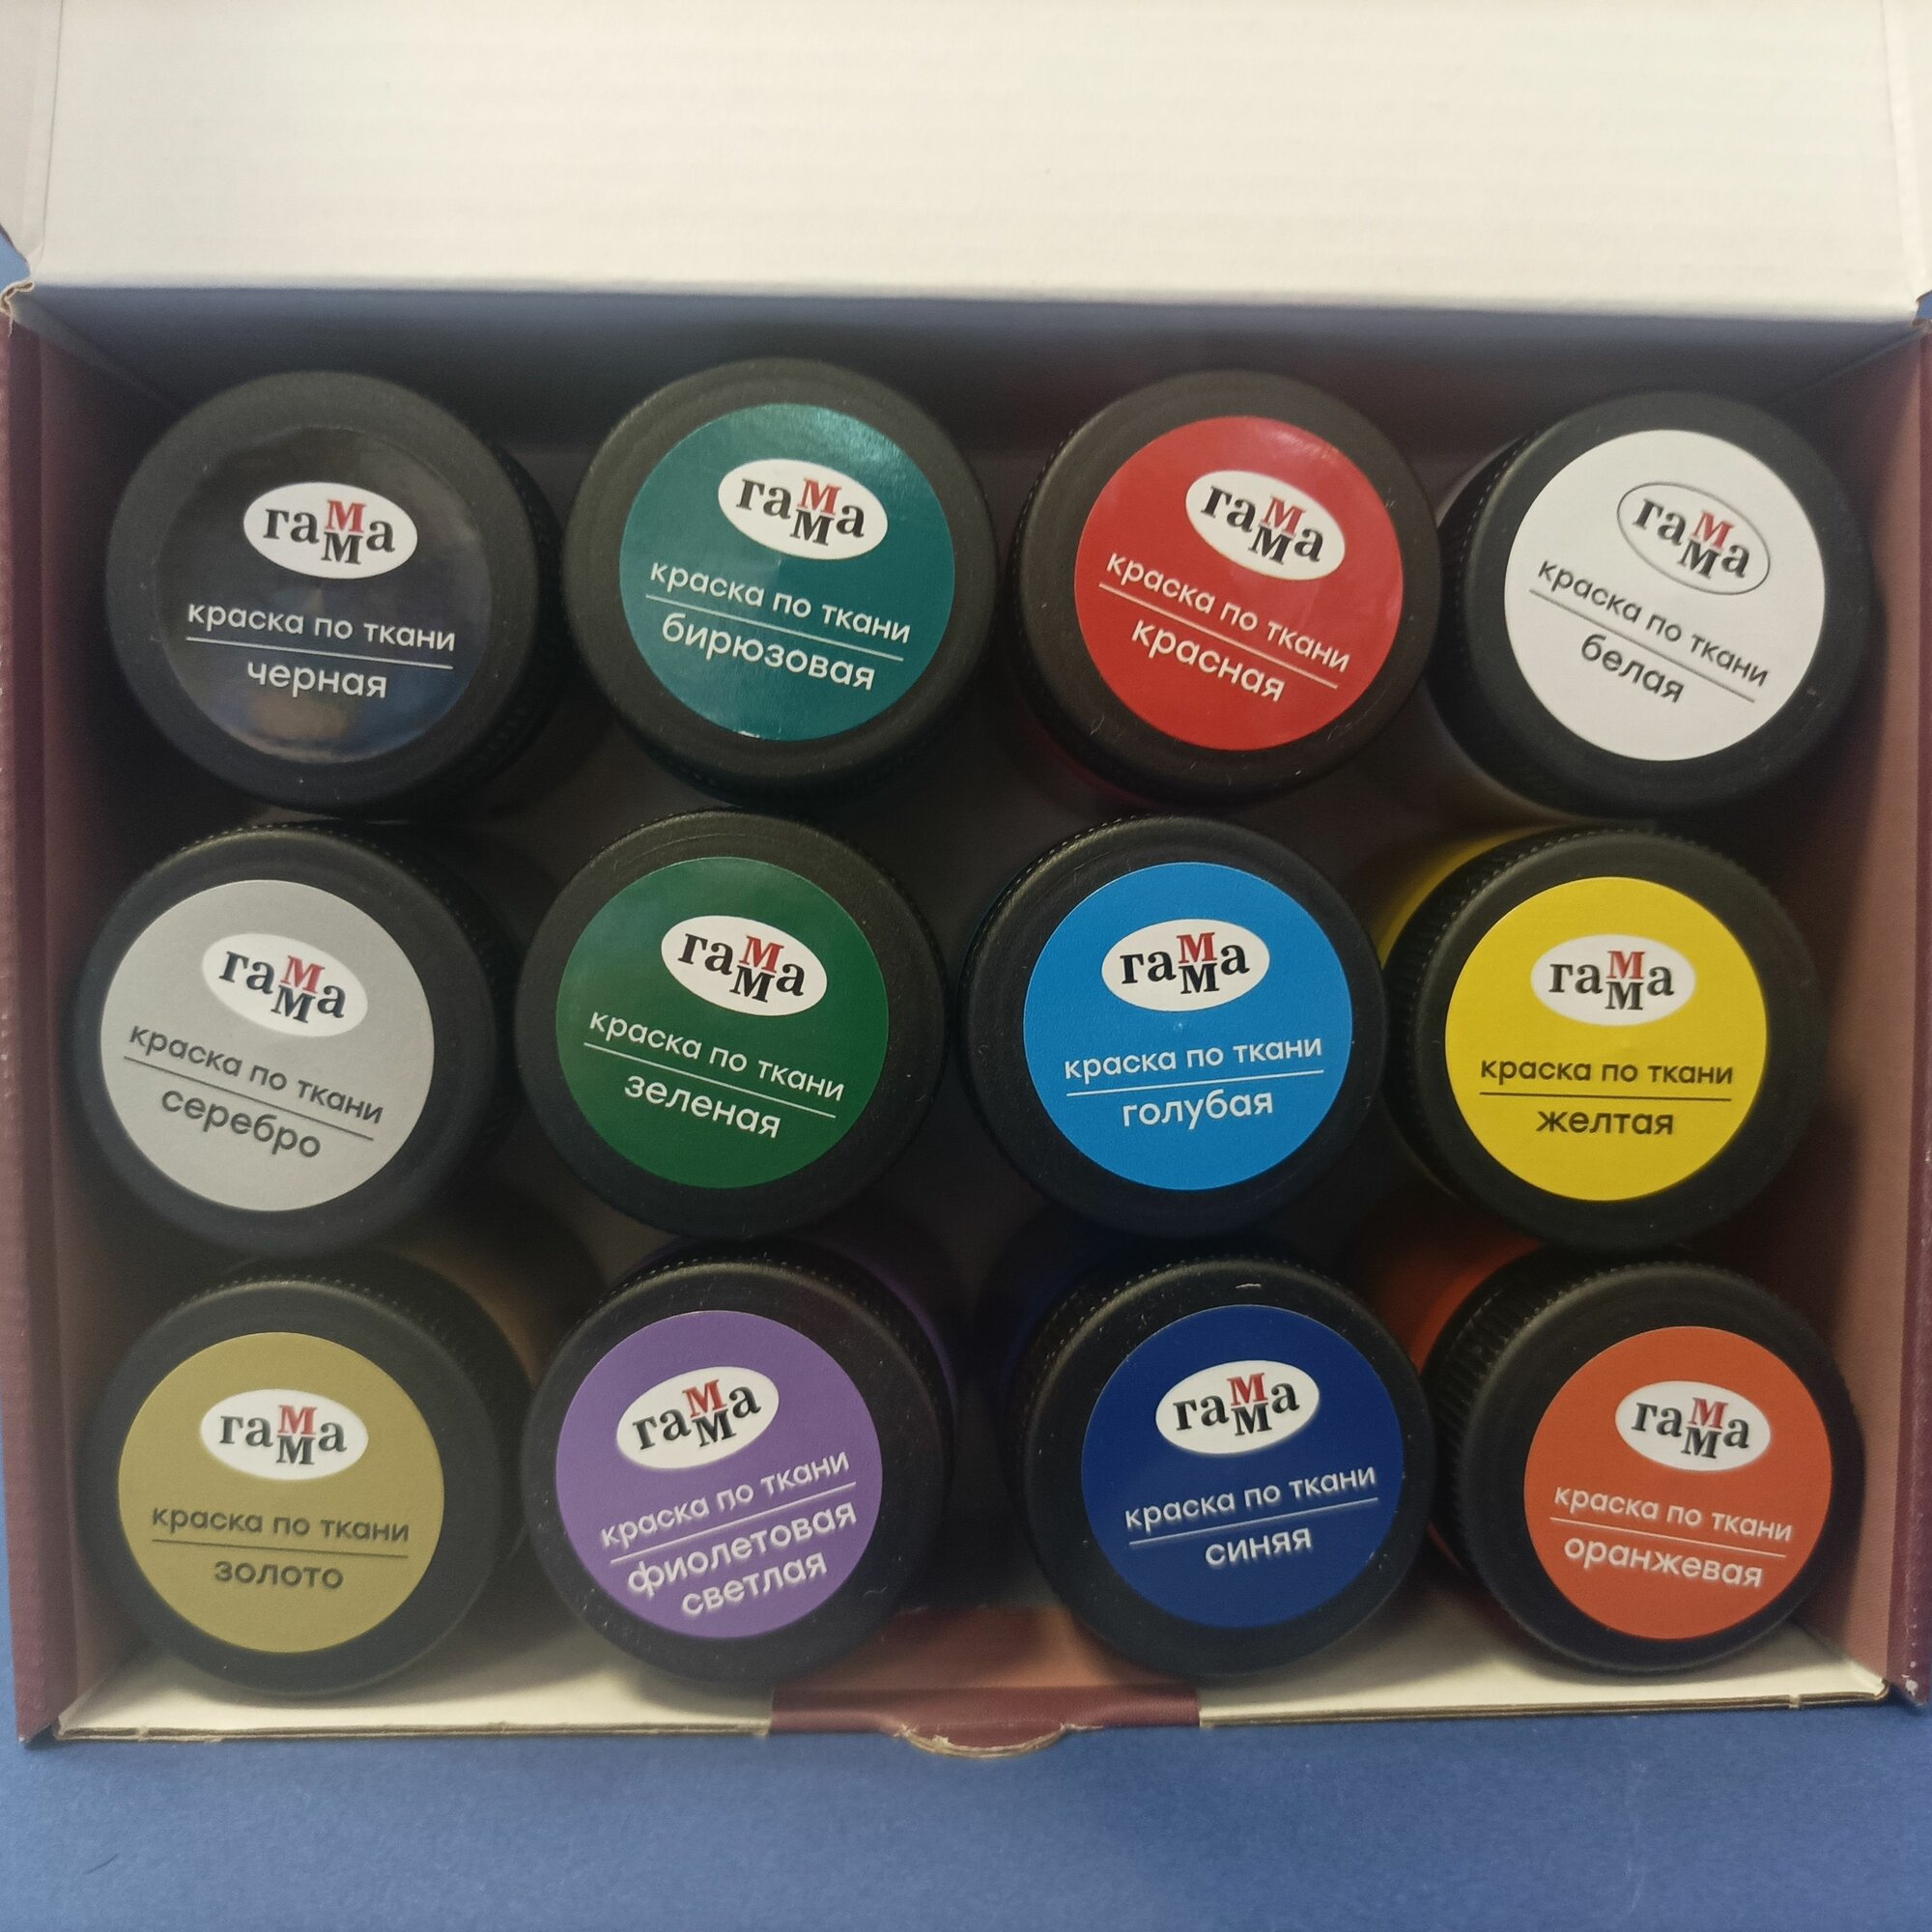 гамма
краска по ткани
черная
гамма
краска по ткани
бирюзовая
гамма
краска по ткани
красная
гамма
краска по ткани
белая
гамма
краска по ткани
серебро
гамма
краска по ткани
зеленая
гамма
краска по ткани
голубая
гамма
краска по ткани
желтая
гамма
краска по ткани
золото
гамма
краска по ткани
фиолетовая
светлая
гамма
краска по ткани
синяя
гамма
краска по ткани
оранжевая